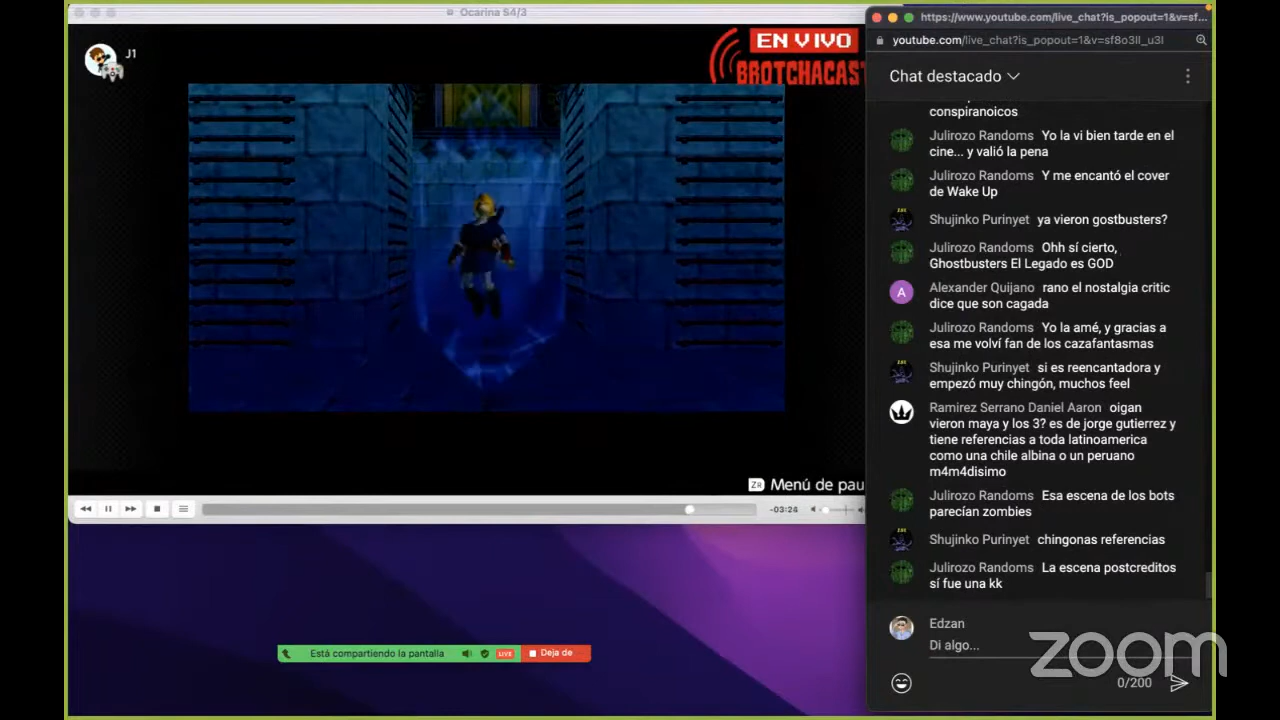 Ocarina S4/3
J1
EN VIVO
BROTCHACAST
ZR Menú de pau
-03:24
Está compartiendo la pantalla
LIVE
Deja de
https://www.youtube.com/live_chat?is_popout=1&v=sf...
youtube.com/live_chat?is_popout=1&v=sf8o3II_u3I
Chat destacado
conspiranoicos
Julirozo Randoms Yo la vi bien tarde en el
cine... y valió la pena
Julirozo Randoms Y me encantó el cover
de Wake Up
Shujinko Purinyet ya vieron gostbusters?
Julirozo Randoms Ohh sí cierto,
Ghostbusters El Legado es GOD
A
Alexander Quijano rano el nostalgia critic
dice que son cagada
Julirozo Randoms Yo la amé, y gracias a
esa me volví fan de los cazafantasmas
Shujinko Purinyet si es reencantadora y
empezó muy chingón, muchos feel
Ramirez Serrano Daniel Aaron oigan
vieron maya y los 3? es de jorge gutierrez y
tiene referencias a toda latinoamerica
como una chile albina o un peruano
m4m4disimo
Julirozo Randoms Esa escena de los bots
parecían zombies
Shujinko Purinyet chingonas referencias
Julirozo Randoms La escena postcreditos
sí fue una kk
Edzan
Di algo...
0/200
zoom